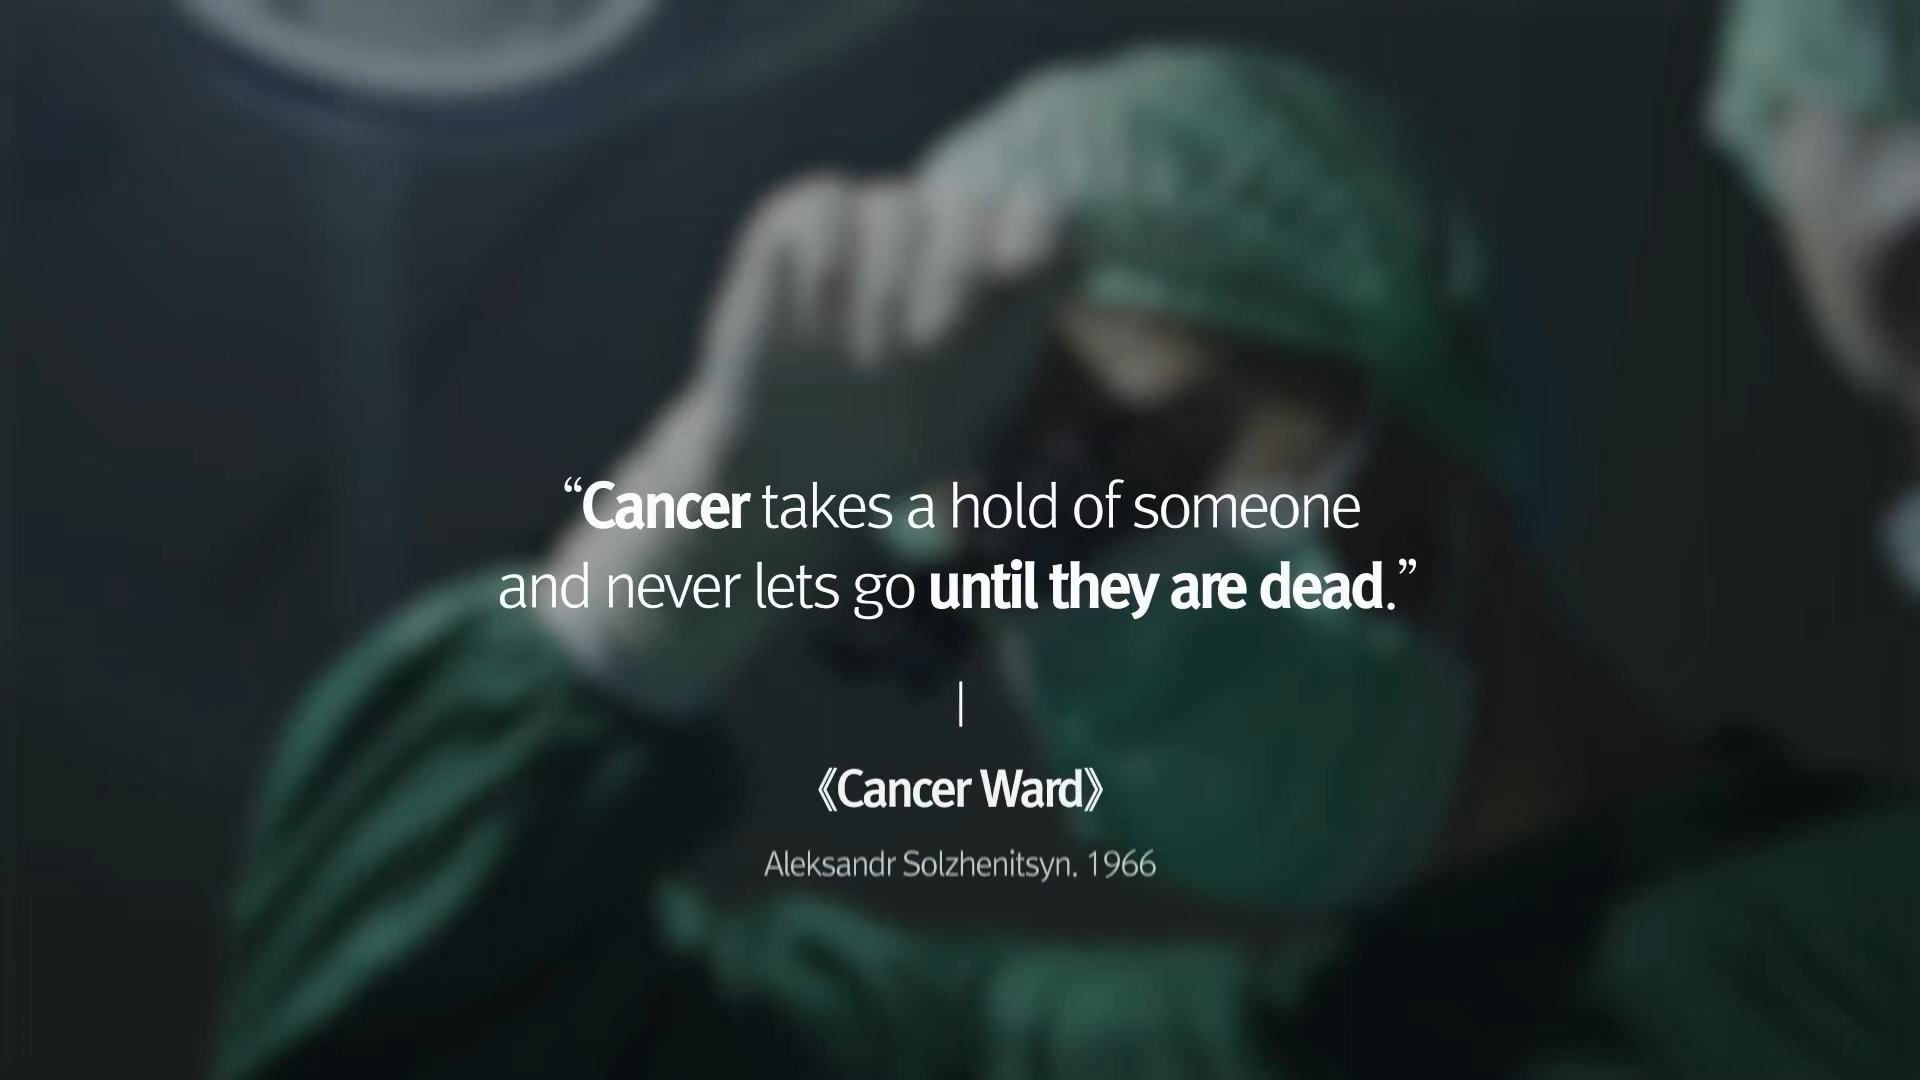 “Cancer takes a hold of someone
and never lets go until they are dead.”
《Cancer Ward》
Aleksandr Solzhenitsyn. 1966